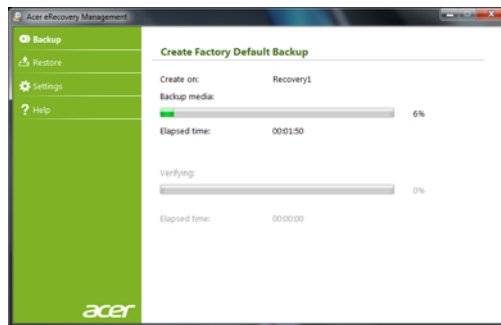 Acer eRecovery Management
Backup
Restore
Settings
Help
Create Factory Default Backup
Create on: Recovery1
Backup media:
6%
Elapsed time: 00:01:50
Verifying:
0%
Elapsed time: 00:00:00
acer